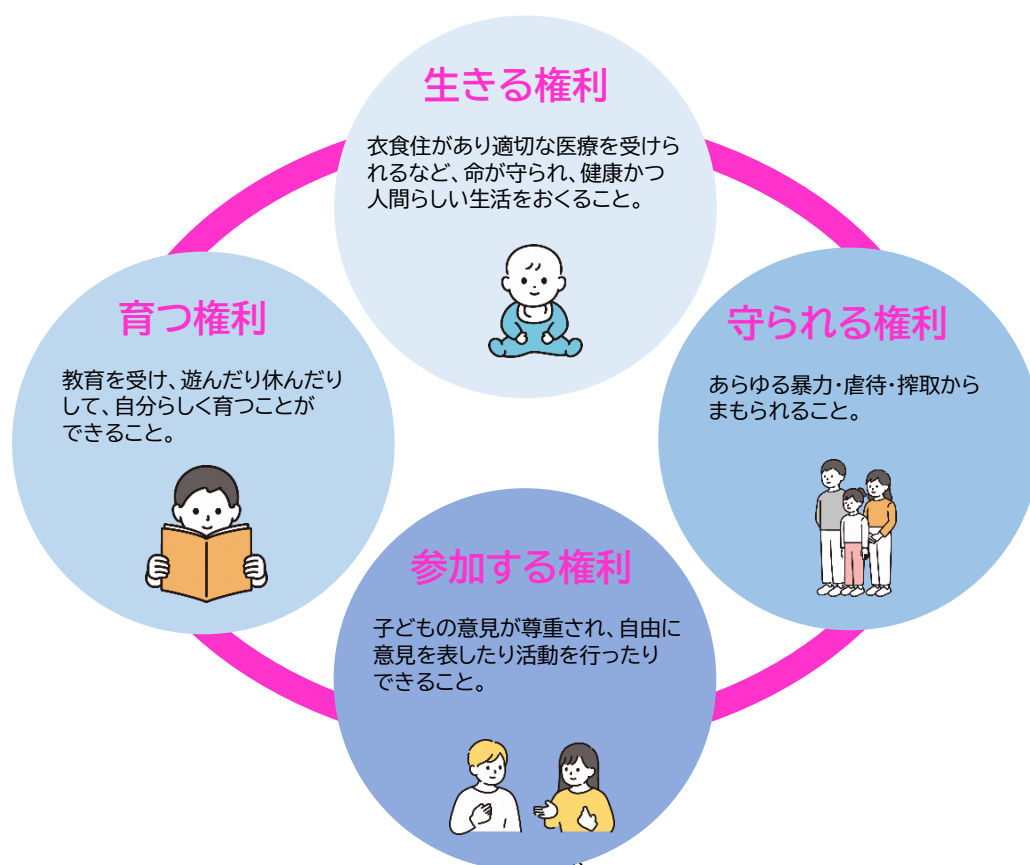 生きる権利
衣食住があり適切な医療を受けら
れるなど、命が守られ、健康かつ
人間らしい生活をおくること。
育つ権利
教育を受け、遊んだり休んだり
して、自分らしく育つことが
できること。
守られる権利
あらゆる暴力・虐待・搾取から
まもられること。
参加する権利
子どもの意見が尊重され、自由に
意見を表したり活動を行ったり
できること。